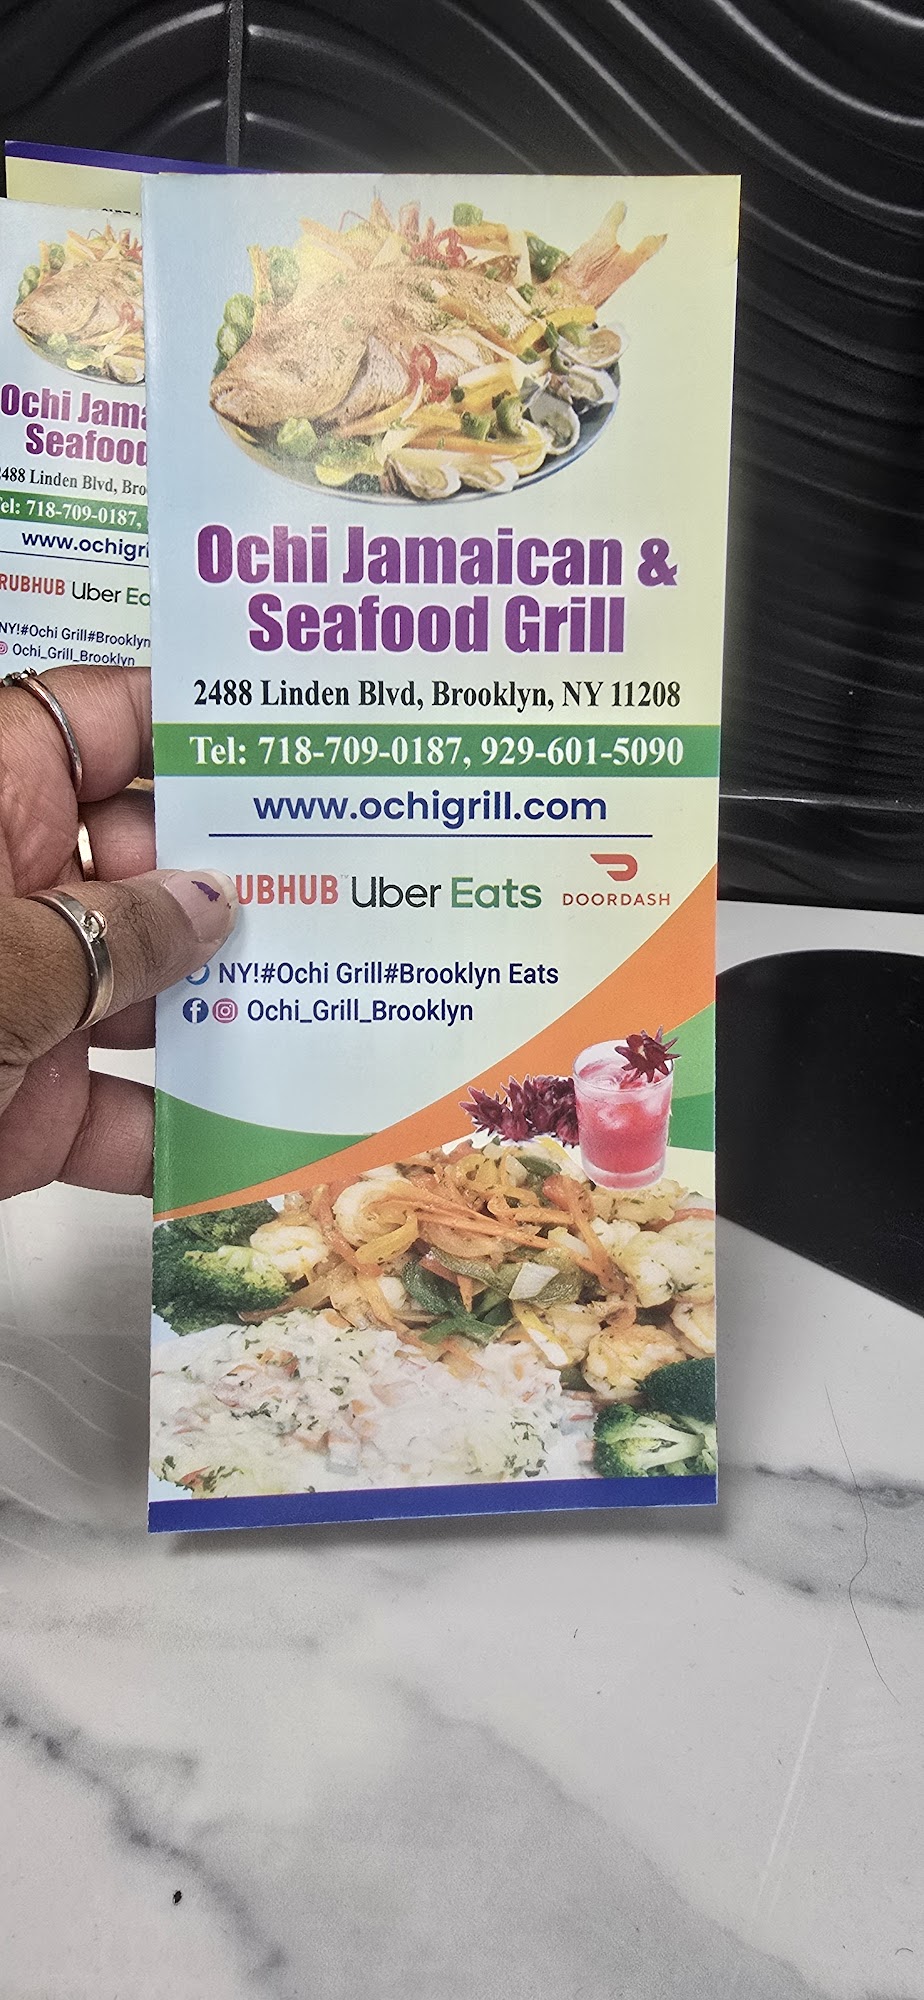 Ochi Jamaican &
Seafood Grill
2488 Linden Blvd, Brooklyn, NY 11208
Tel: 718-709-0187, 929-601-5090
www.ochigrill.com
UBHUB™ Uber Eats DOORDASH
NY!#Ochi Grill#Brooklyn Eats
Ochi_Grill_Brooklyn
Ochi Jama
Seafood
2488 Linden Blvd, Bro
Tel: 718-709-0187,
www.ochigri
RUBHUB Uber Ea
NY!#Ochi Grill#Brooklyn
Ochi_Grill_Brooklyn